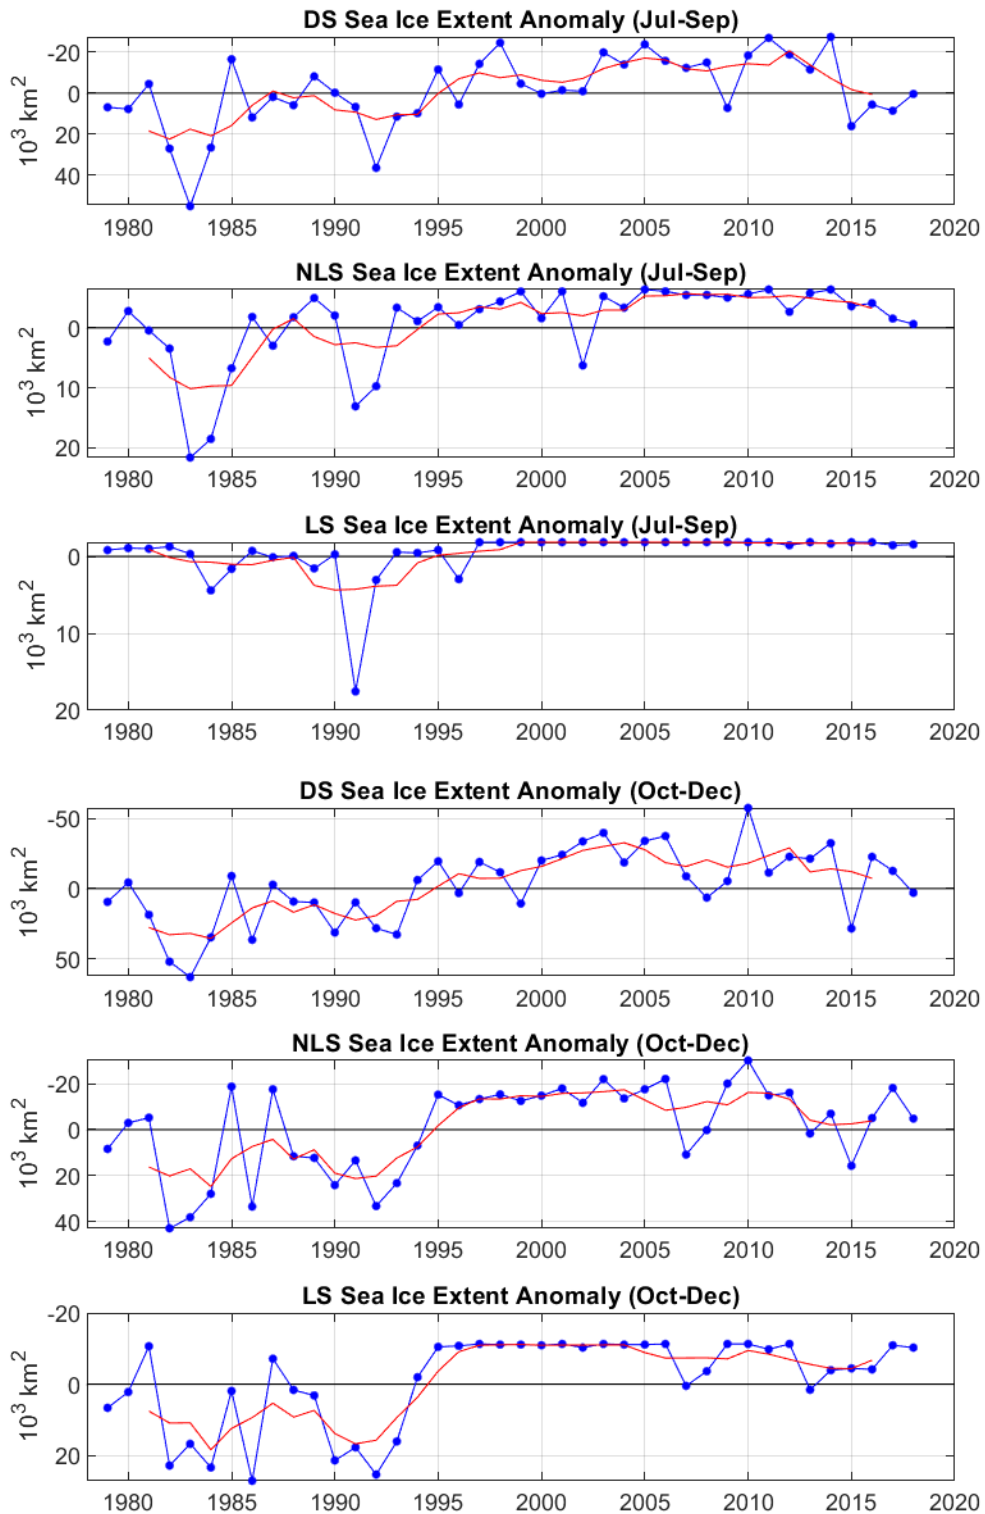 DS Sea Ice Extent Anomaly (Jul-Sep)
-20
0
20
40
10³ km²
1980 1985 1990 1995 2000 2005 2010 2015 2020
NLS Sea Ice Extent Anomaly (Jul-Sep)
0
10
20
10³ km²
1980 1985 1990 1995 2000 2005 2010 2015 2020
LS Sea Ice Extent Anomaly (Jul-Sep)
0
10
20
10³ km²
1980 1985 1990 1995 2000 2005 2010 2015 2020
DS Sea Ice Extent Anomaly (Oct-Dec)
-50
0
50
10³ km²
1980 1985 1990 1995 2000 2005 2010 2015 2020
NLS Sea Ice Extent Anomaly (Oct-Dec)
-20
0
20
40
10³ km²
1980 1985 1990 1995 2000 2005 2010 2015 2020
LS Sea Ice Extent Anomaly (Oct-Dec)
-20
0
20
10³ km²
1980 1985 1990 1995 2000 2005 2010 2015 2020